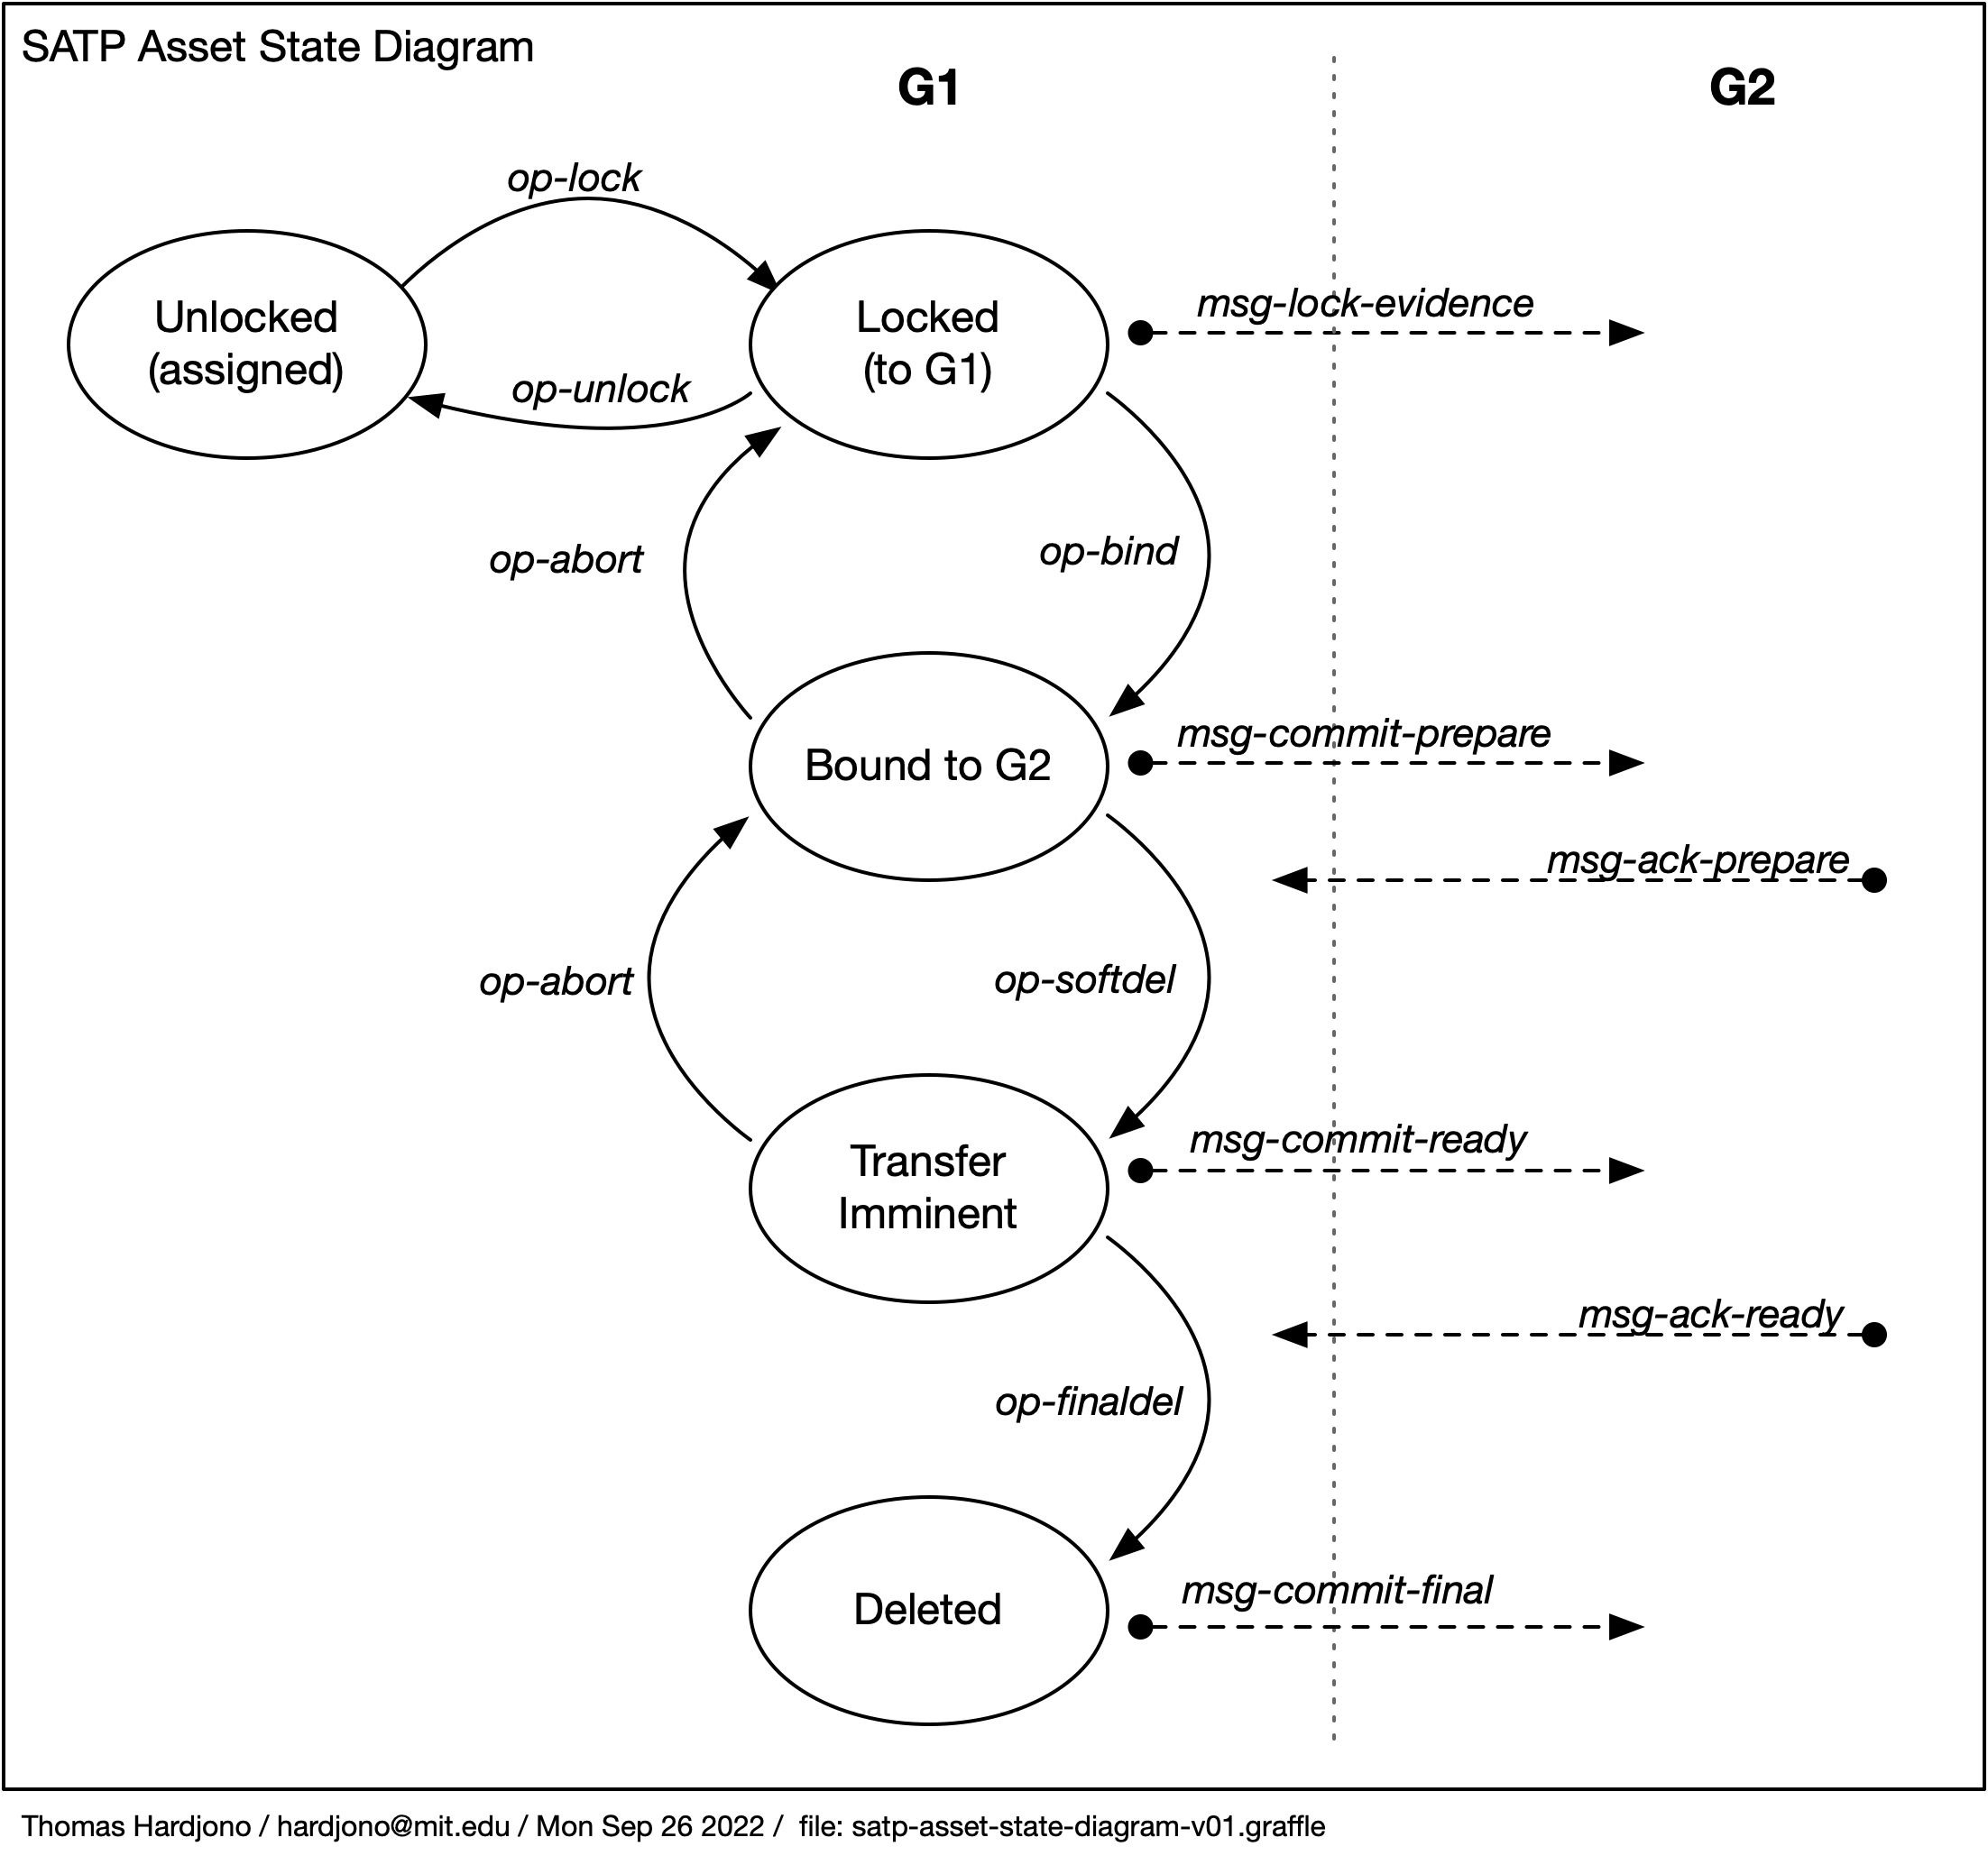 SATP Asset State Diagram
G1
G2
op-lock
Unlocked
(assigned)
Locked
(to G1)
msg-lock-evidence
op-unlock
op-abort
op-bind
Bound to G2
msg-commit-prepare
msg-ack-prepare
op-abort
op-softdel
Transfer
Imminent
msg-commit-ready
msg-ack-ready
op-finaldel
Deleted
msg-commit-final
Thomas Hardjono / hardjono@mit.edu / Mon Sep 26 2022 / file: satp-asset-state-diagram-v01.graffle